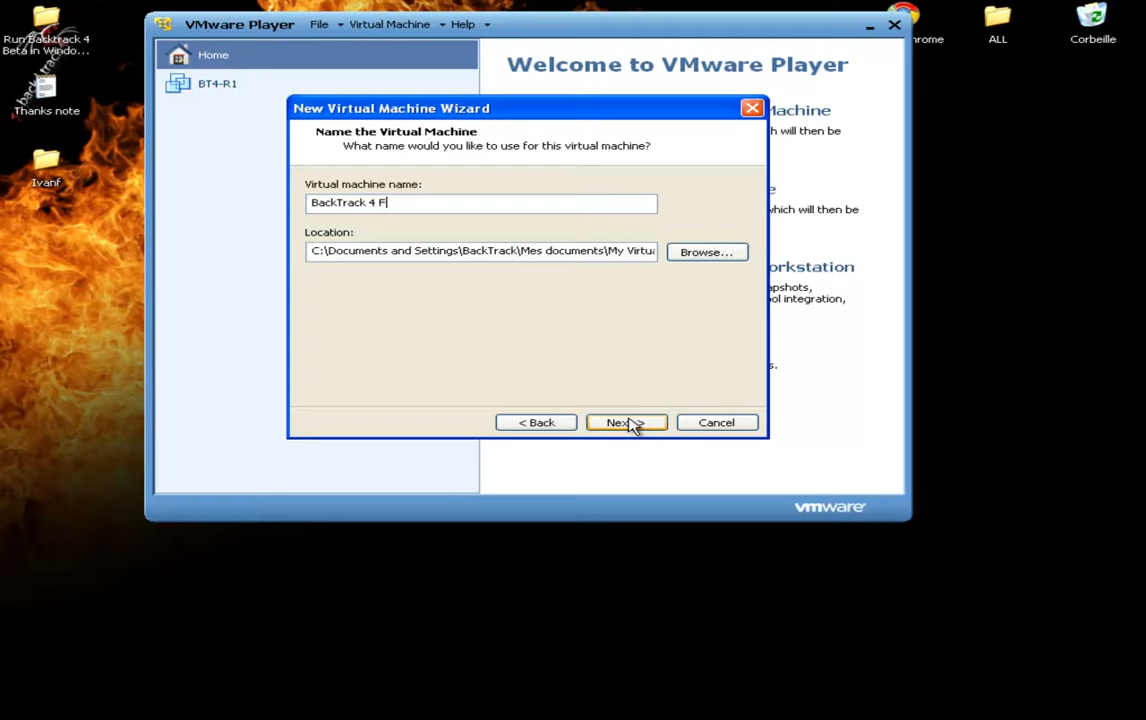 Run Backtrack 4
Beta in Windo...
Thanks note
Ivanf
VMware Player File Virtual Machine Help
Home
BT4-R1
Welcome to VMware Player
Machine
which will then be
which will then be
orkstation
apshots,
ol integration,
s.
New Virtual Machine Wizard
Name the Virtual Machine
What name would you like to use for this virtual machine?
Virtual machine name:
BackTrack 4 F
Location:
C:\Documents and Settings\BackTrack\Mes documents\My Virtua
Browse...
< Back
Next >
Cancel
vmware
hrome
ALL
Corbeille